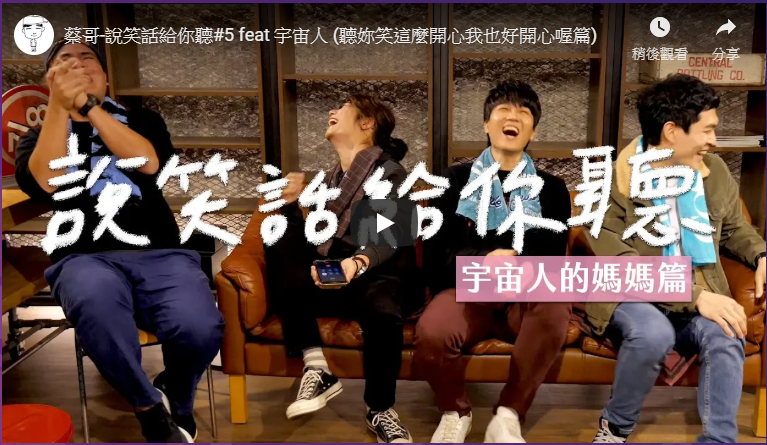 蔡哥-說笑話給你聽#5 feat 宇宙人 (聽妳笑這麼開心我也好開心喔篇)
稍後觀看
分享
CENTRAL
BOTTLING CO.
說笑話給你聽
宇宙人的媽媽篇